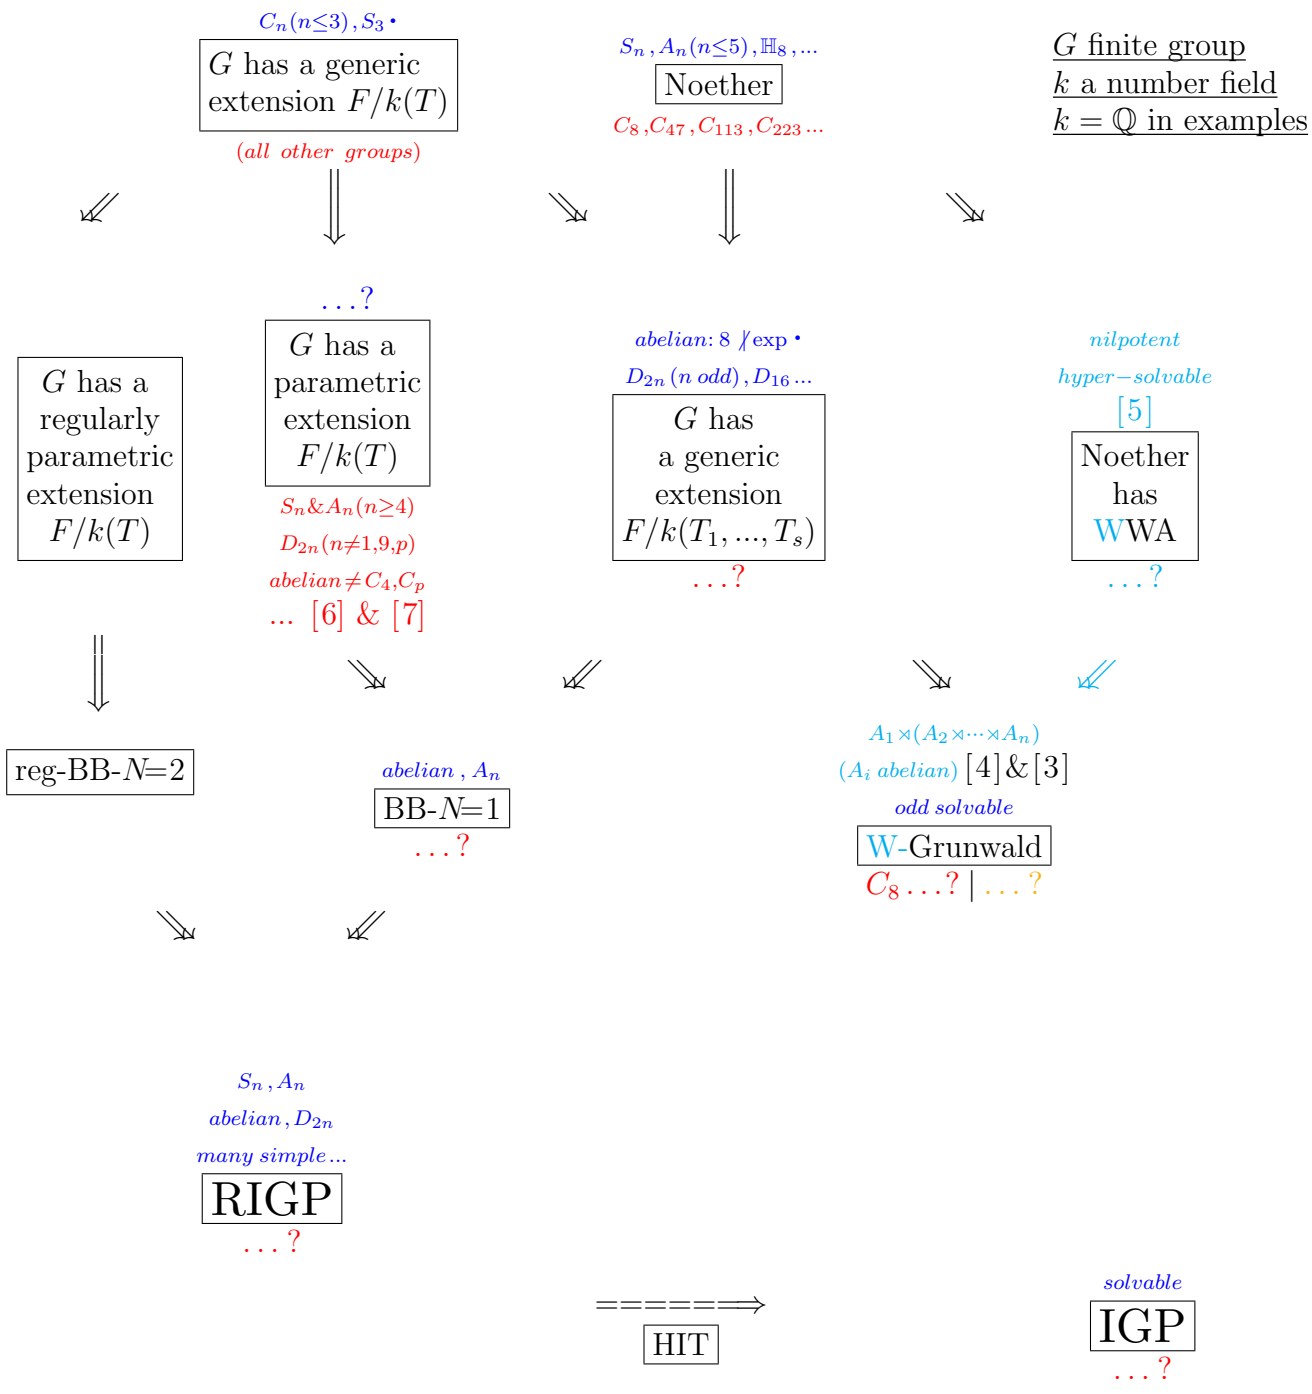 C_n(n≤3), S_3 •
G has a generic
extension F/k(T)
(all other groups)
S_n, A_n(n≤5), ℍ_8, ...
Noether
C_8, C_47, C_113, C_223 ...
G finite group
k a number field
k = ℚ in examples
⇙ ⇓ ⇘ ⇓ ⇘
G has a
regularly
parametric
extension
F/k(T)
...?
G has a
parametric
extension
F/k(T)
S_n&A_n(n≥4)
D_2n(n≠1,9,p)
abelian≠C_4,C_p
... [6] & [7]
abelian: 8 ∤ exp •
D_2n(n odd), D_16 ...
G has
a generic
extension
F/k(T_1, ..., T_s)
...?
nilpotent
hyper−solvable
[5]
Noether
has
WWA
...?
⇓ ⇘ ⇙ ⇘ ⇙
reg-BB-N=2
abelian, A_n
BB-N=1
...?
A_1⋊(A_2⋊···⋊A_n)
(A_i abelian) [4]&[3]
odd solvable
W-Grunwald
C_8 ...? | ...?
⇘ ⇙
S_n, A_n
abelian, D_2n
many simple...
RIGP
...?
======⇒
HIT
solvable
IGP
...?